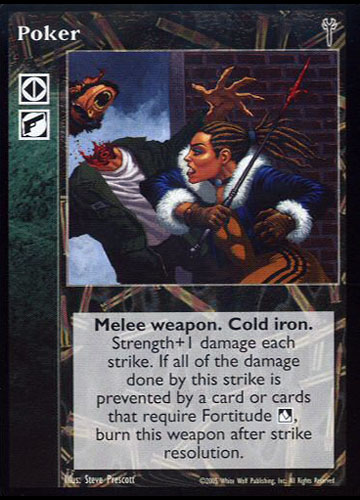 Poker
Melee weapon. Cold iron.
Strength+1 damage each
strike. If all of the damage
done by this strike is
prevented by a card or cards
that require Fortitude ,
burn this weapon after strike
resolution.
Illus: Steve Prescott
©2005 White Wolf Publishing, Inc. All Rights Reserved